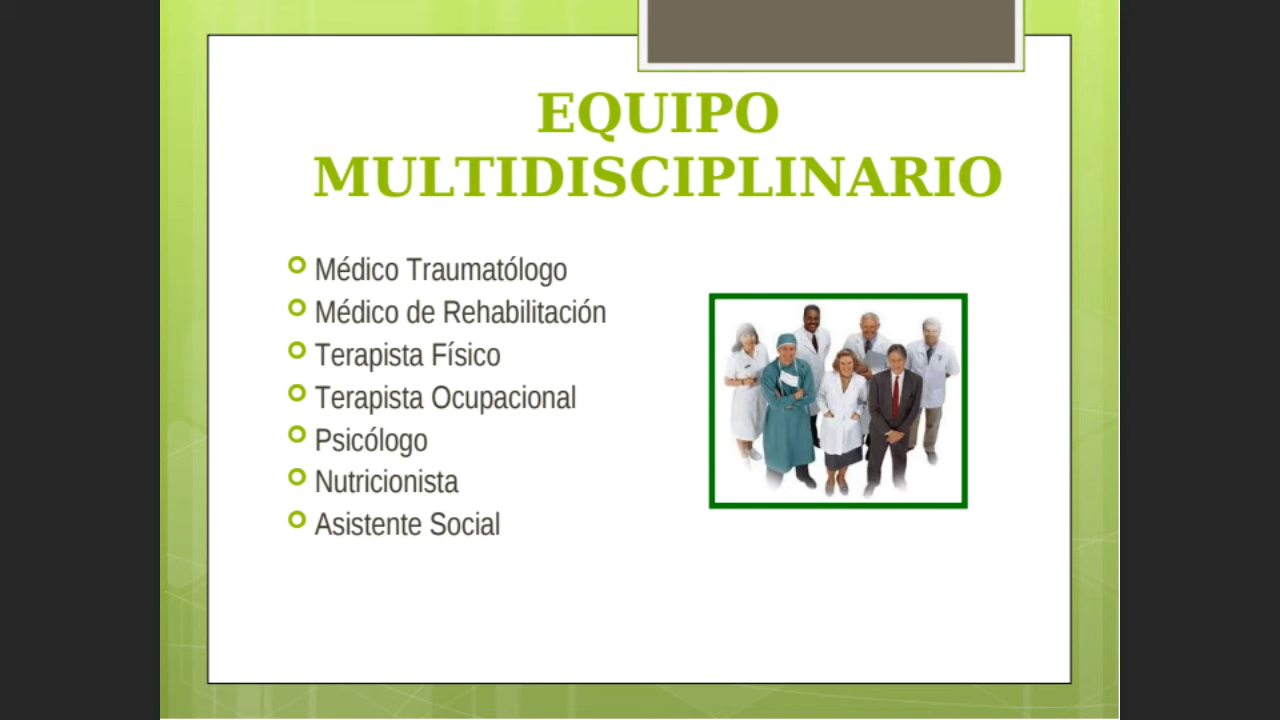 EQUIPO
MULTIDISCIPLINARIO
Médico Traumatólogo
Médico de Rehabilitación
Terapista Físico
Terapista Ocupacional
Psicólogo
Nutricionista
Asistente Social